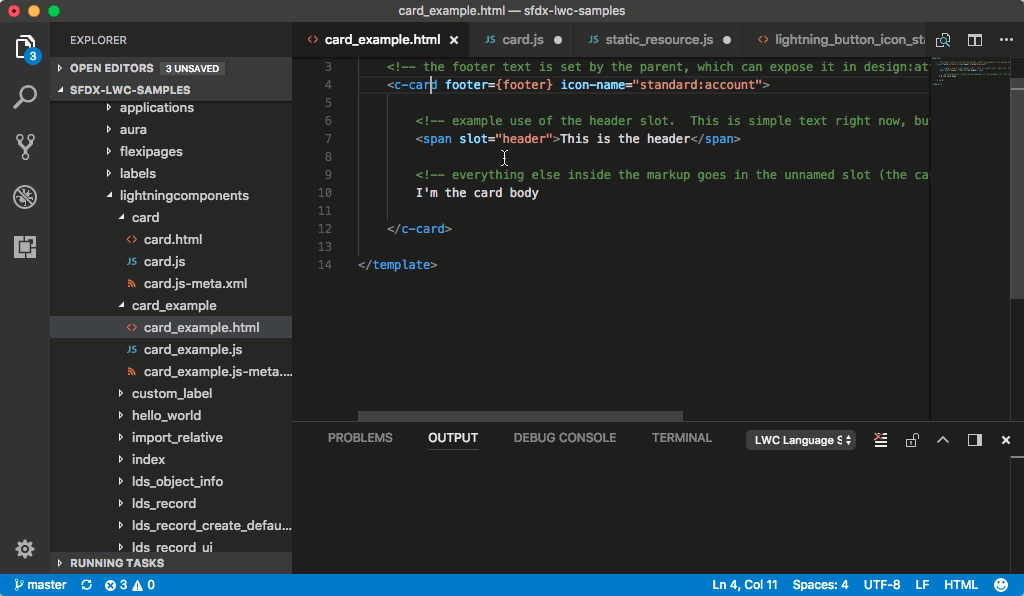 card_example.html — sfdx-lwc-samples
3
EXPLORER
OPEN EDITORS 3 UNSAVED
SFDX-LWC-SAMPLES
applications
aura
flexipages
labels
lightningcomponents
card
<> card.html
JS card.js
card.js-meta.xml
card_example
<> card_example.html
JS card_example.js
card_example.js-meta....
custom_label
hello_world
import_relative
index
lds_object_info
lds_record
lds_record_create_defau...
lds_record_ui
RUNNING TASKS
<> card_example.html × JS card.js ● JS static_resource.js ● <> lightning_button_icon_sta
3 <!-- the footer text is set by the parent, which can expose it in design:at
4 <c-card footer={footer} icon-name="standard:account">
5
6 <!-- example use of the header slot.  This is simple text right now, bu
7 <span slot="header">This is the header</span>
8
9 <!-- everything else inside the markup goes in the unnamed slot (the ca
10 I'm the card body
11
12 </c-card>
13
14 </template>
PROBLEMS OUTPUT DEBUG CONSOLE TERMINAL LWC Language S
master 3 0 Ln 4, Col 11 Spaces: 4 UTF-8 LF HTML